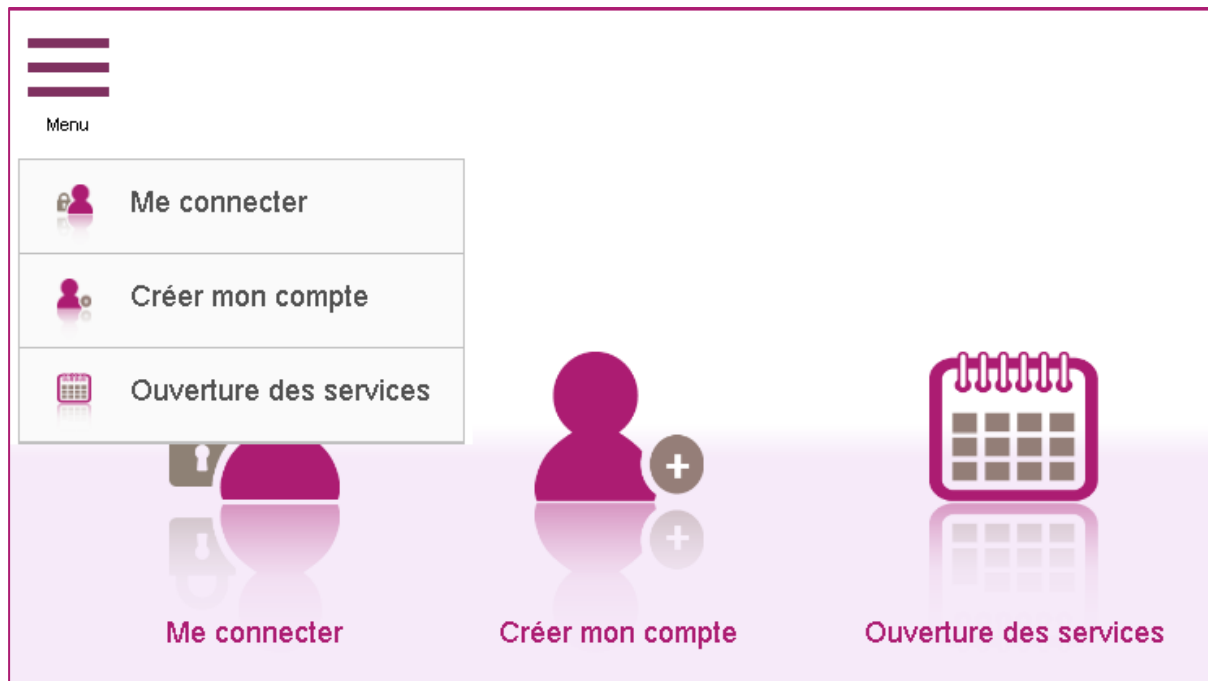 Menu
Me connecter
Créer mon compte
Ouverture des services
Me connecter
Créer mon compte
Ouverture des services